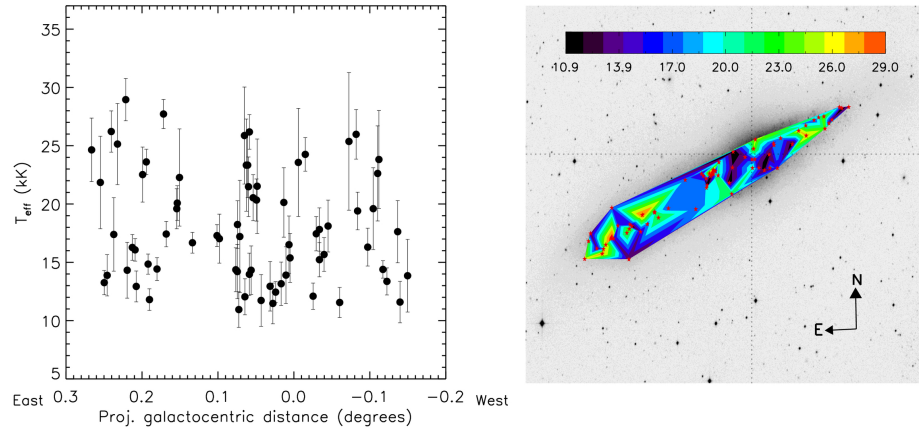 35
30
25
20
15
10
5
T_eff (kK)
0.3 0.2 0.1 0.0 -0.1 -0.2
East Proj. galactocentric distance (degrees) West
10.9 13.9 17.0 20.0 23.0 26.0 29.0
N
E